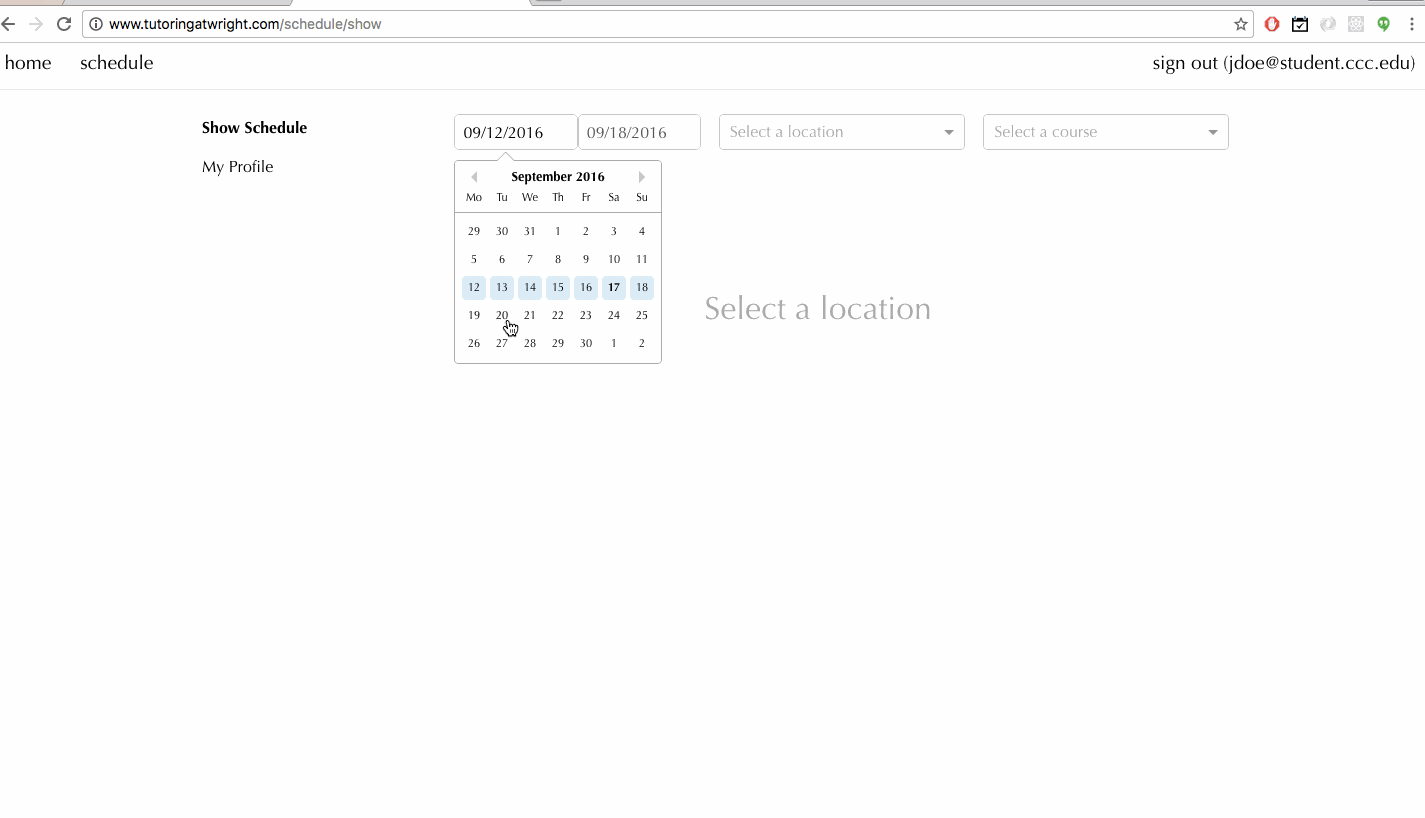 www.tutoringatwright.com/schedule/show
home schedule sign out (jdoe@student.ccc.edu)
Show Schedule
My Profile
09/12/2016 09/18/2016 Select a location Select a course
September 2016
Mo Tu We Th Fr Sa Su
29 30 31 1 2 3 4
5 6 7 8 9 10 11
12 13 14 15 16 17 18
19 20 21 22 23 24 25
26 27 28 29 30 1 2
Select a location